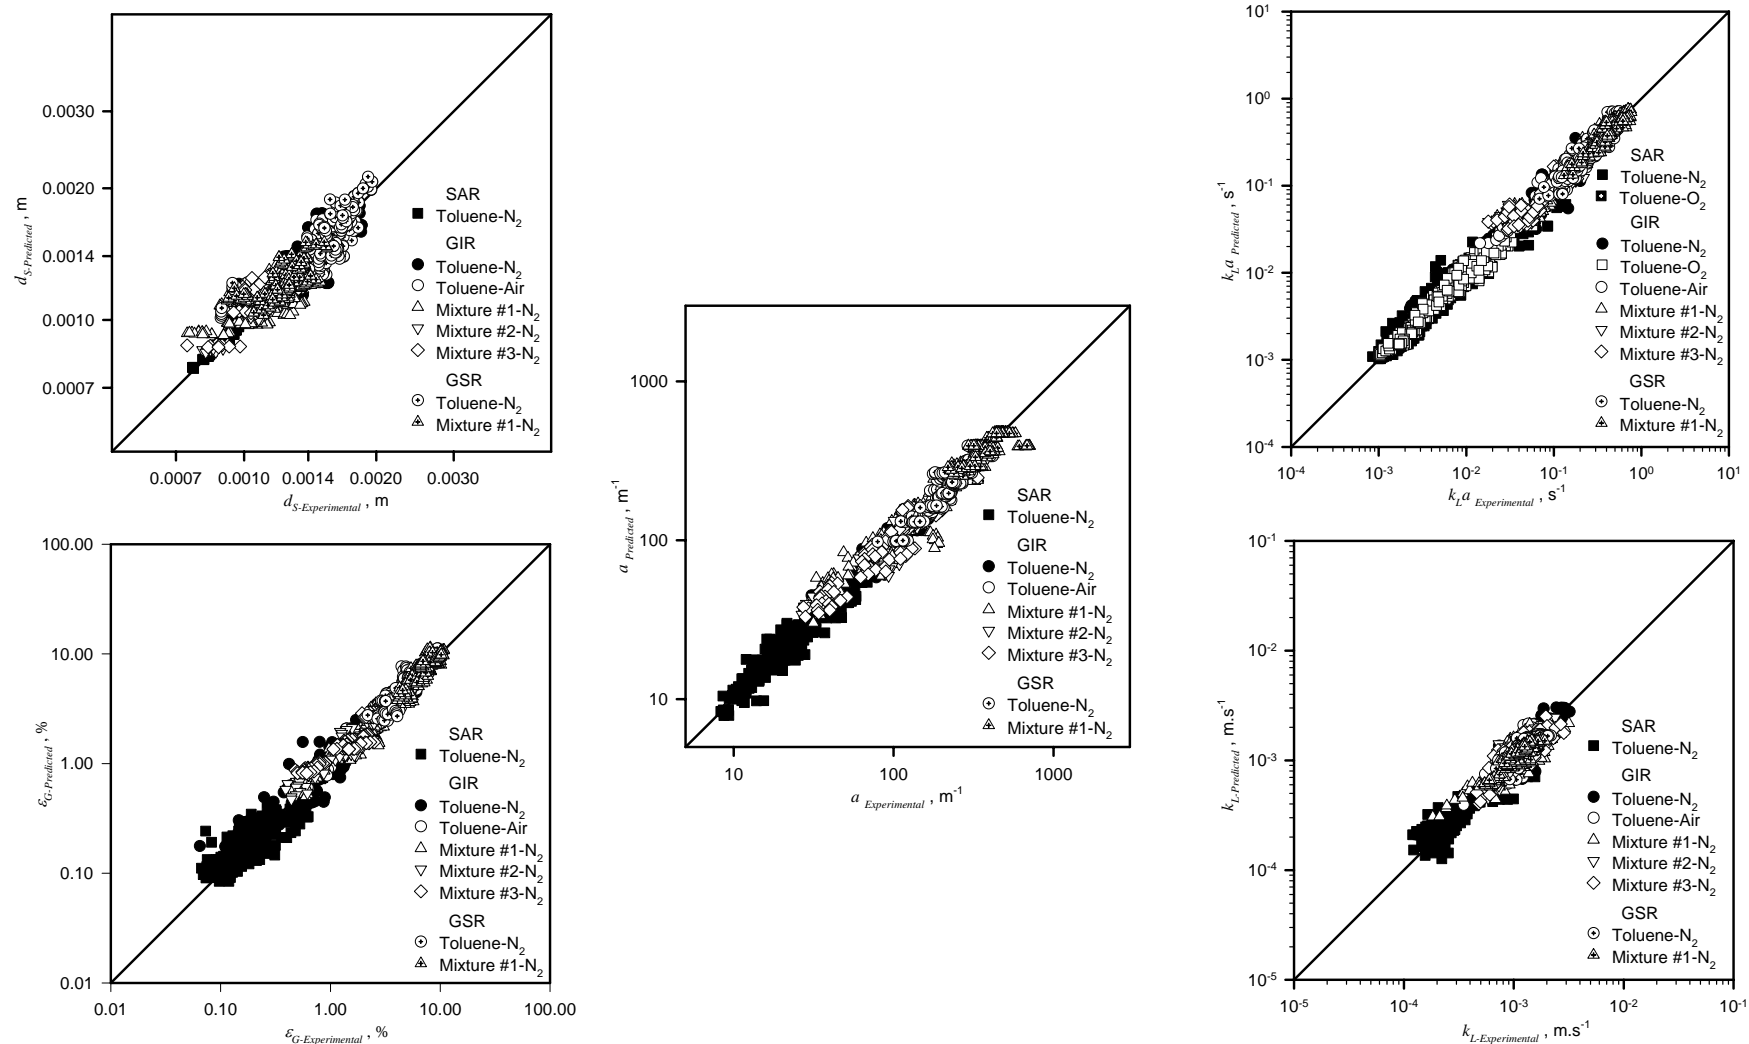 0.0030
0.0020
0.0014
0.0010
0.0007
d S-Predicted , m
SAR
Toluene-N2
GIR
Toluene-N2
Toluene-Air
Mixture #1-N2
Mixture #2-N2
Mixture #3-N2
GSR
Toluene-N2
Mixture #1-N2
0.0007 0.0010 0.0014 0.0020 0.0030
d S-Experimental , m
100.00
10.00
1.00
0.10
0.01
εG-Predicted , %
SAR
Toluene-N2
GIR
Toluene-N2
Toluene-Air
Mixture #1-N2
Mixture #2-N2
Mixture #3-N2
GSR
Toluene-N2
Mixture #1-N2
0.01 0.10 1.00 10.00 100.00
εG-Experimental , %
1000
100
10
a Predicted , m-1
SAR
Toluene-N2
GIR
Toluene-N2
Toluene-Air
Mixture #1-N2
Mixture #2-N2
Mixture #3-N2
GSR
Toluene-N2
Mixture #1-N2
10 100 1000
a Experimental , m-1
10^1
10^0
10^-1
10^-2
10^-3
10^-4
kLa Predicted , s-1
SAR
Toluene-N2
Toluene-O2
GIR
Toluene-N2
Toluene-O2
Toluene-Air
Mixture #1-N2
Mixture #2-N2
Mixture #3-N2
GSR
Toluene-N2
Mixture #1-N2
10^-4 10^-3 10^-2 10^-1 10^0 10^1
kLa Experimental , s-1
10^-1
10^-2
10^-3
10^-4
10^-5
kL-Predicted , m.s-1
SAR
Toluene-N2
GIR
Toluene-N2
Toluene-Air
Mixture #1-N2
Mixture #2-N2
Mixture #3-N2
GSR
Toluene-N2
Mixture #1-N2
10^-5 10^-4 10^-3 10^-2 10^-1
kL-Experimental , m.s-1